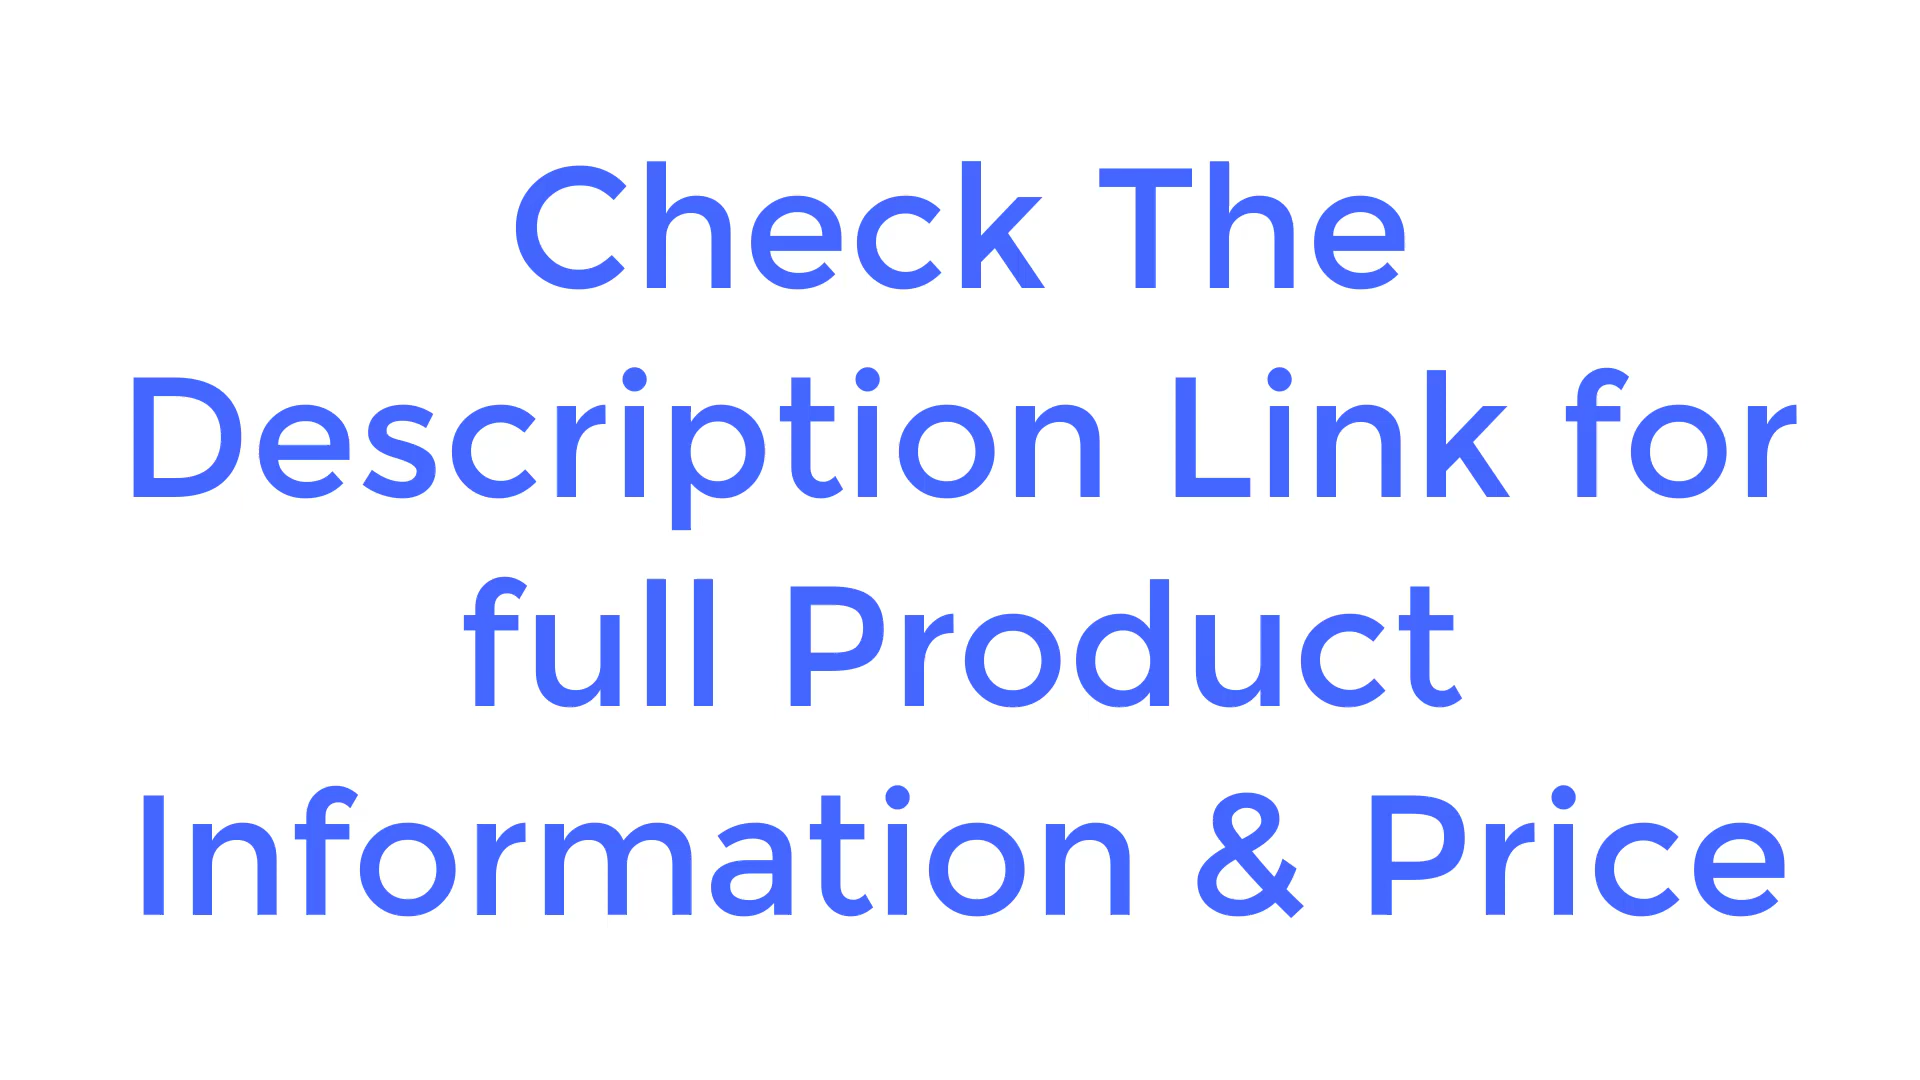 Check The
Description Link for
full Product
Information & Price